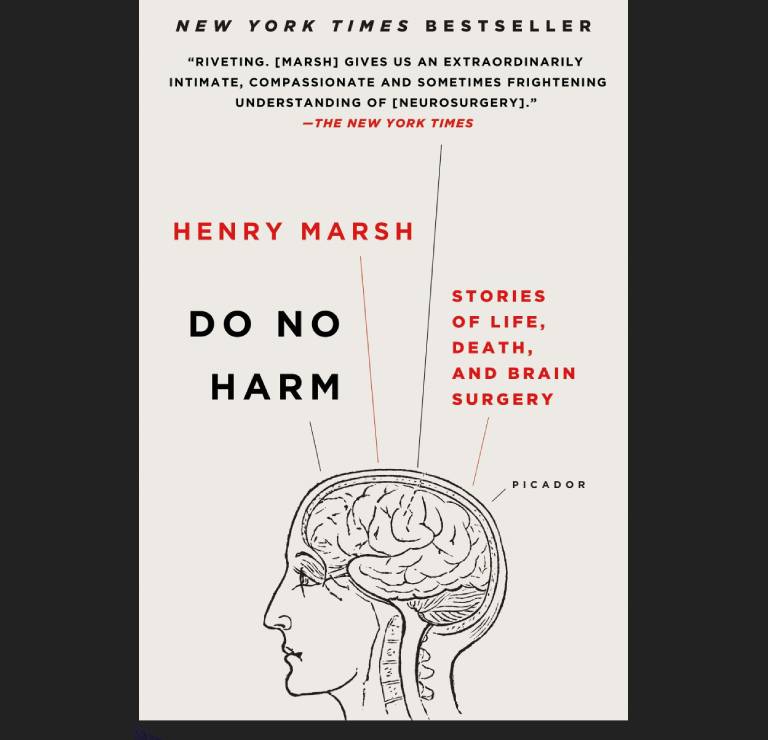 NEW YORK TIMES BESTSELLER
“RIVETING. [MARSH] GIVES US AN EXTRAORDINARILY
INTIMATE, COMPASSIONATE AND SOMETIMES FRIGHTENING
UNDERSTANDING OF [NEUROSURGERY].”
—THE NEW YORK TIMES
HENRY MARSH
DO NO
HARM
STORIES
OF LIFE,
DEATH,
AND BRAIN
SURGERY
PICADOR